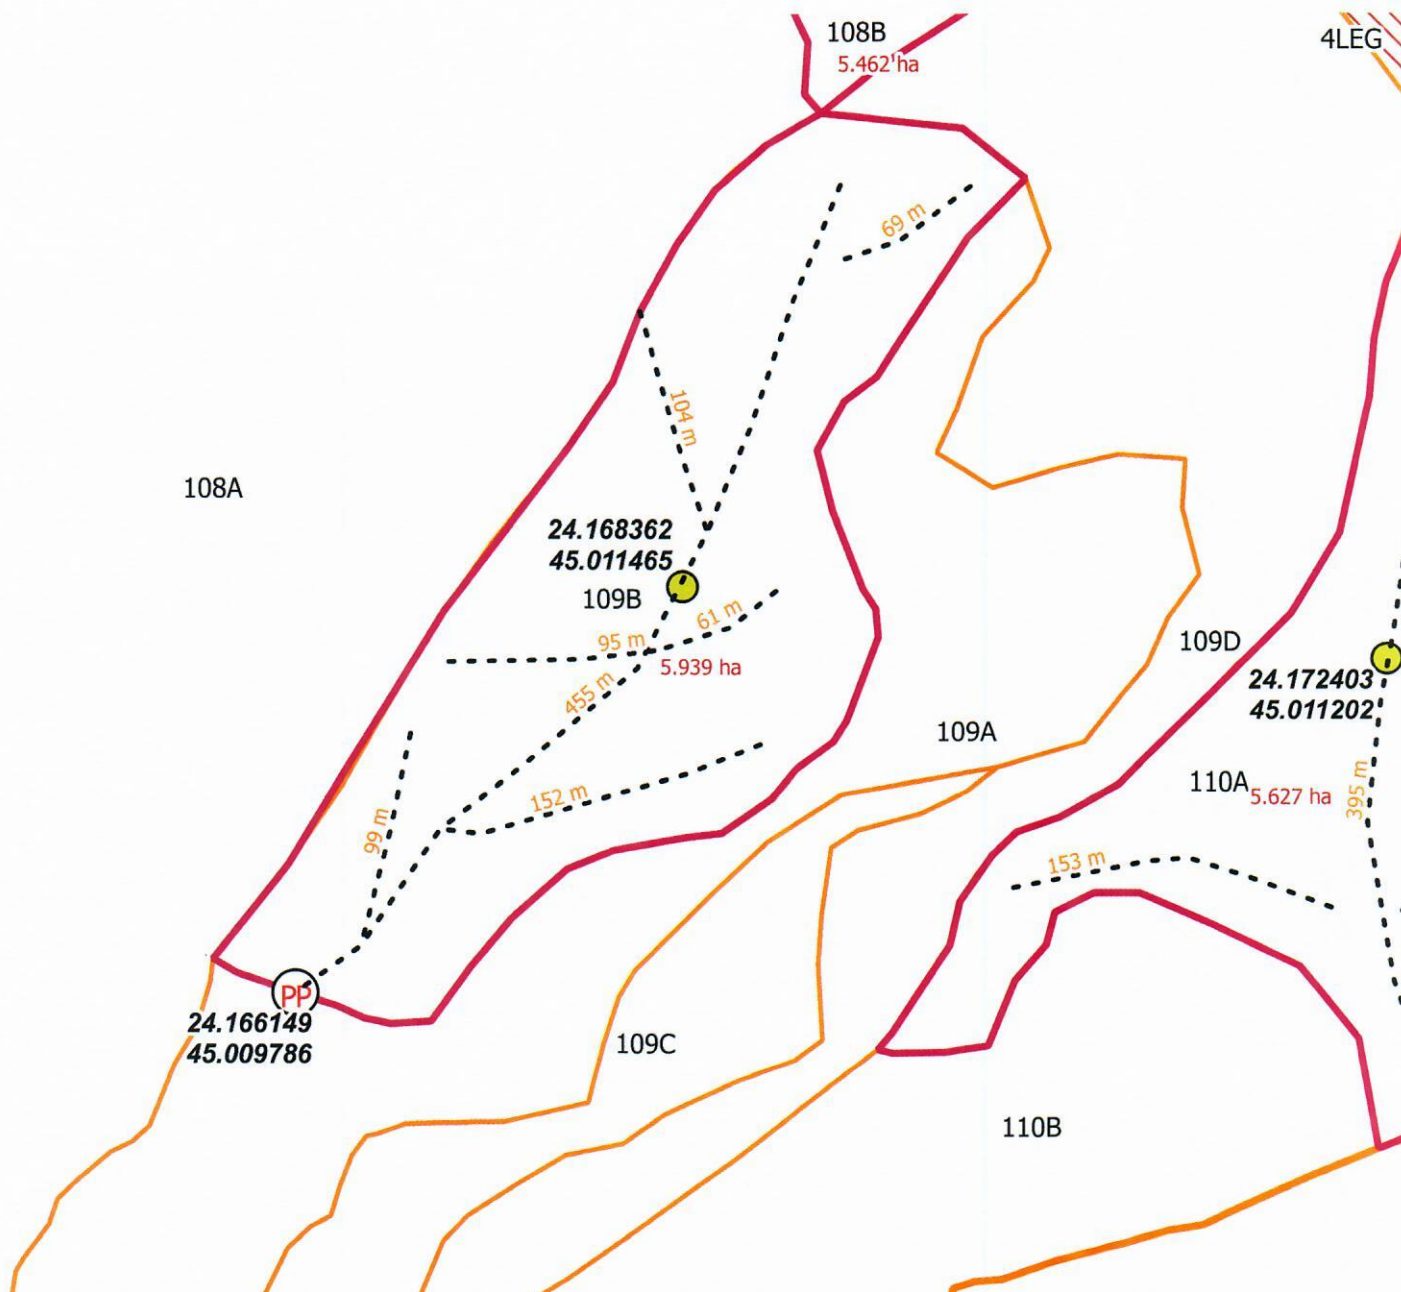 108B
5.462 ha
4LEG
69 m
104 m
108A
24.168362
45.011465
109B
61 m
95 m
5.939 ha
455 m
109D
24.172403
45.011202
109A
110A
5.627 ha
395 m
152 m
99 m
153 m
PP
24.166149
45.009786
109C
110B